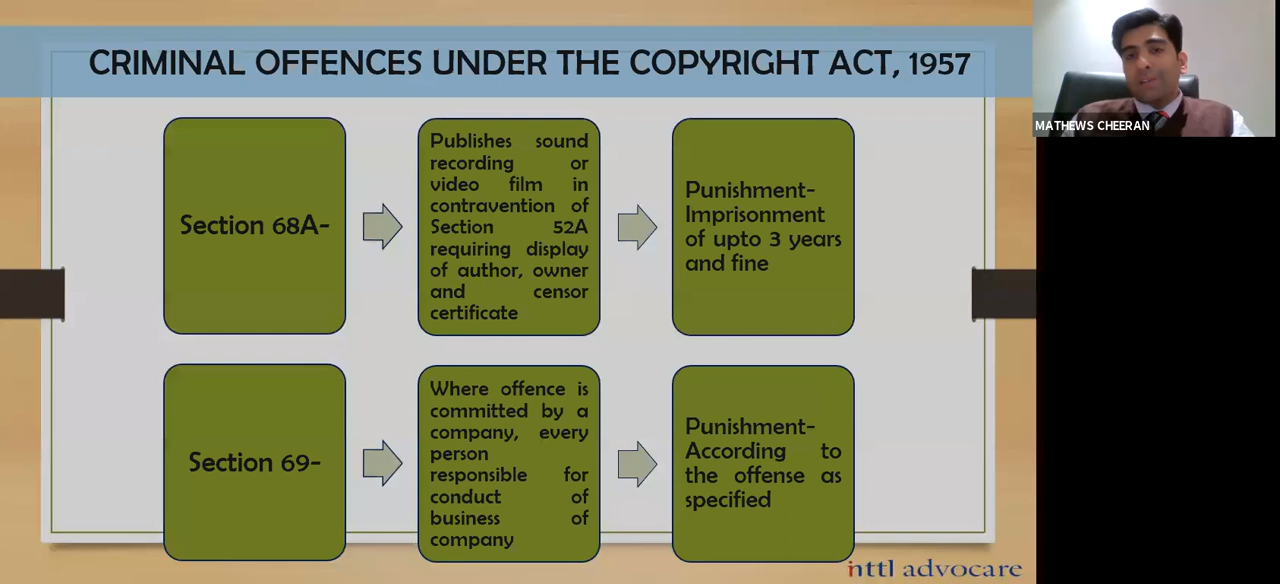 CRIMINAL OFFENCES UNDER THE COPYRIGHT ACT, 1957
MATHEWS CHEERAN
Section 68A-
Publishes sound
recording or
video film in
contravention of
Section 52A
requiring display
of author, owner
and censor
certificate
Punishment-
Imprisonment
of upto 3 years
and fine
Section 69-
Where offence is
committed by a
company, every
person
responsible for
conduct of
business of
company
Punishment-
According to
the offense as
specified
inttl advocare